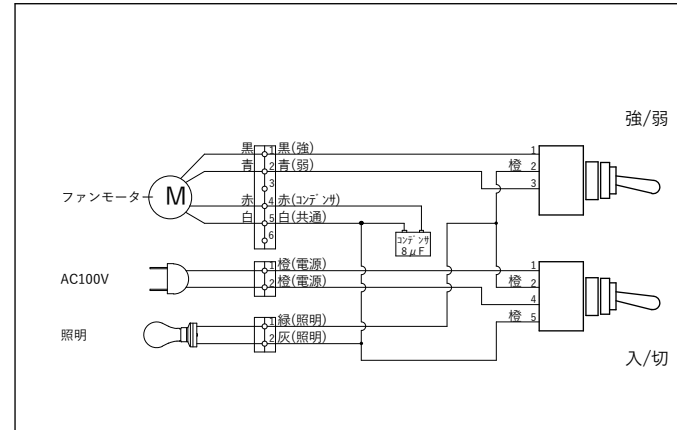 強/弱
黒 1 黒(強) 1
青 2 青(弱) 橙 2
3 3
ファンモーター M
赤 4 赤(コンデンサ)
白 5 白(共通)
6
コンデンサ
8μF
AC100V
1 橙(電源) 1
2 橙(電源) 橙 2
4
照明
1 緑(照明) 橙 5
2 灰(照明)
入/切